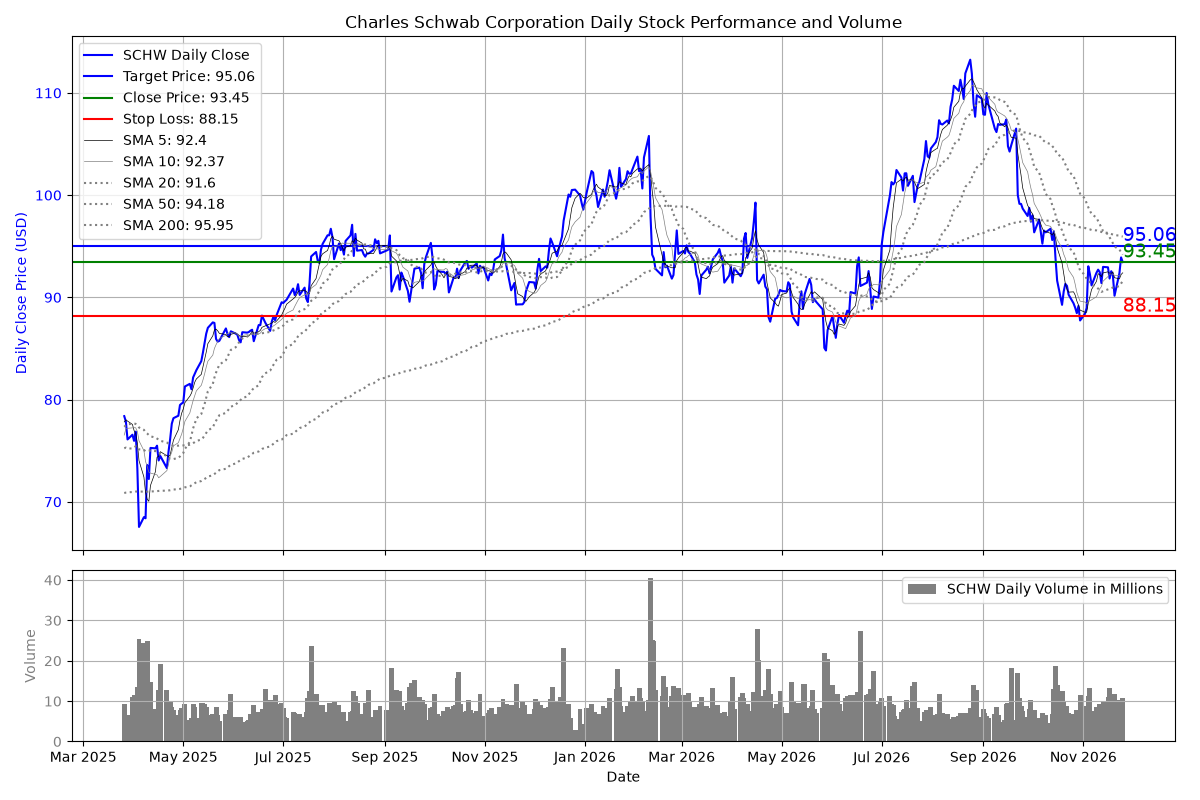 Charles Schwab Corporation Daily Stock Performance and Volume
SCHW Daily Close
Target Price: 95.06
Close Price: 93.45
Stop Loss: 88.15
SMA 5: 92.4
SMA 10: 92.37
SMA 20: 91.6
SMA 50: 94.18
SMA 200: 95.95
Daily Close Price (USD)
110
100
90
80
70
95.06
93.45
88.15
SCHW Daily Volume in Millions
Volume
40
30
20
10
0
Mar 2025 May 2025 Jul 2025 Sep 2025 Nov 2025 Jan 2026 Mar 2026 May 2026 Jul 2026 Sep 2026 Nov 2026
Date